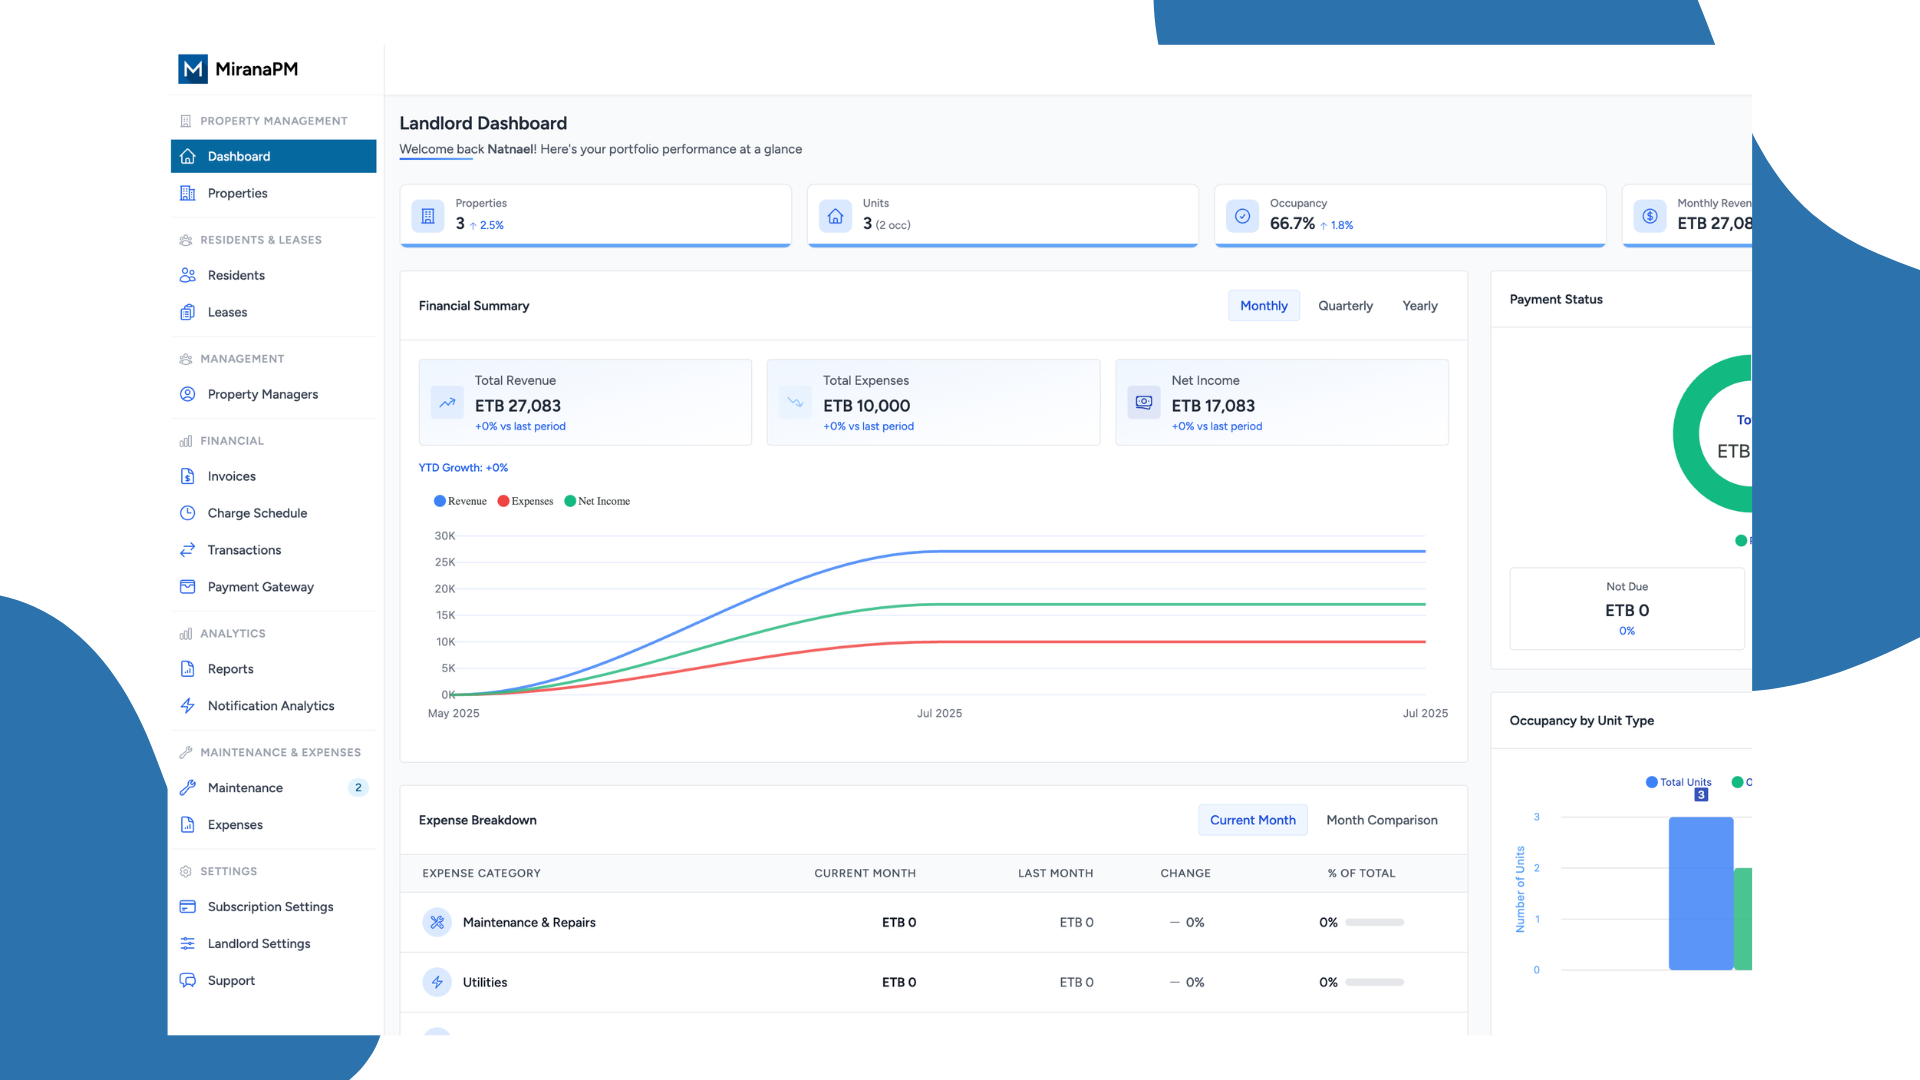 MiranaPM
PROPERTY MANAGEMENT
Dashboard
Properties
RESIDENTS & LEASES
Residents
Leases
MANAGEMENT
Property Managers
FINANCIAL
Invoices
Charge Schedule
Transactions
Payment Gateway
ANALYTICS
Reports
Notification Analytics
MAINTENANCE & EXPENSES
Maintenance 2
Expenses
SETTINGS
Subscription Settings
Landlord Settings
Support
Landlord Dashboard
Welcome back Natnael! Here's your portfolio performance at a glance
Properties
3 ↑ 2.5%
Units
3 (2 occ)
Occupancy
66.7% ↑ 1.8%
Monthly
ETB
Financial Summary
Monthly Quarterly Yearly
Total Revenue
ETB 27,083
+0% vs last period
Total Expenses
ETB 10,000
+0% vs last period
Net Income
ETB 17,083
+0% vs last period
YTD Growth: +0%
Revenue Expenses Net Income
30K
25K
20K
15K
10K
5K
0K
May 2025 Jul 2025 Jul 2025
Payment Status
ETB
Not Due
ETB 0
0%
Expense Breakdown
Current Month Month Comparison
EXPENSE CATEGORY CURRENT MONTH LAST MONTH CHANGE % OF TOTAL
Maintenance & Repairs ETB 0 ETB 0 — 0% 0%
Utilities ETB 0 ETB 0 — 0% 0%
Occupancy by Unit Type
Total Units
3
Number of Units
3
2
1
0